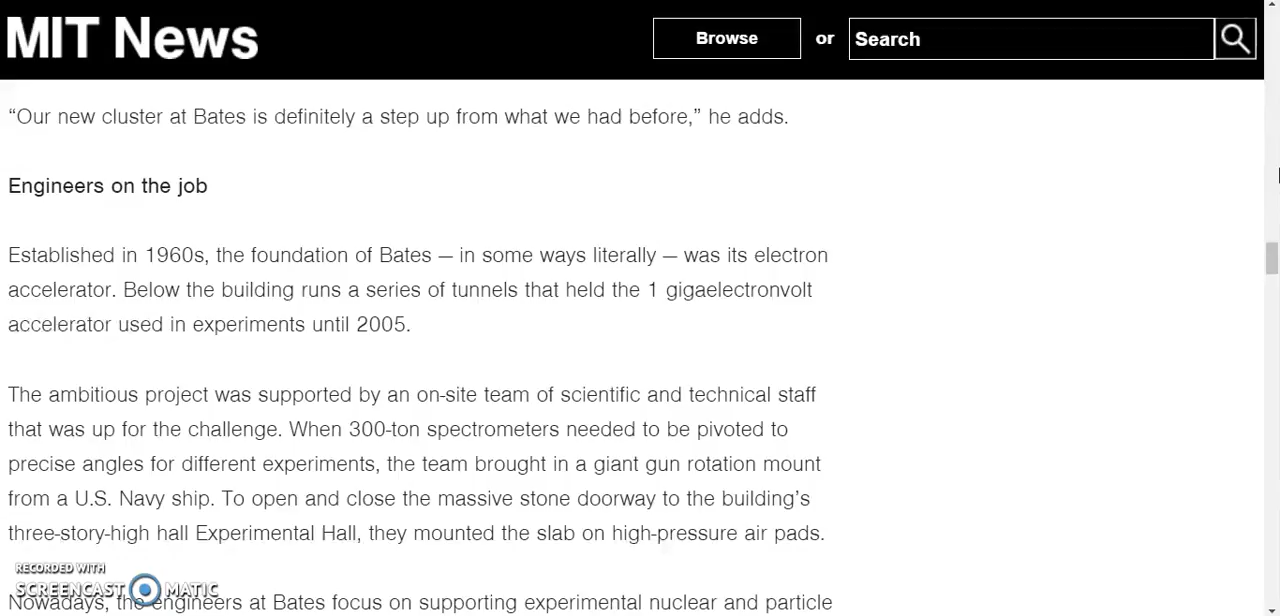 MIT News
Browse or Search
“Our new cluster at Bates is definitely a step up from what we had before,” he adds.
Engineers on the job
Established in 1960s, the foundation of Bates — in some ways literally — was its electron
accelerator. Below the building runs a series of tunnels that held the 1 gigaelectronvolt
accelerator used in experiments until 2005.
The ambitious project was supported by an on-site team of scientific and technical staff
that was up for the challenge. When 300-ton spectrometers needed to be pivoted to
precise angles for different experiments, the team brought in a giant gun rotation mount
from a U.S. Navy ship. To open and close the massive stone doorway to the building’s
three-story-high hall Experimental Hall, they mounted the slab on high-pressure air pads.
RECORDED WITH
SCREENCAST MATIC
Nowadays, the engineers at Bates focus on supporting experimental nuclear and particle